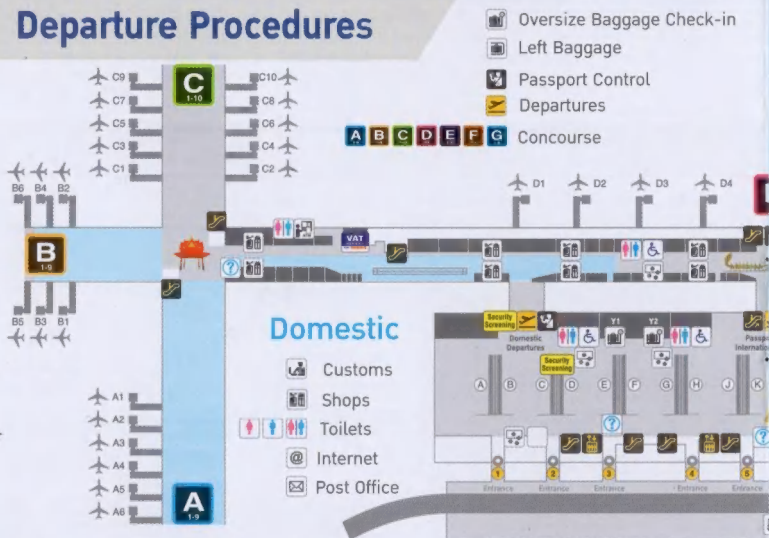 Departure Procedures
Oversize Baggage Check-in
Left Baggage
Passport Control
Departures
A B C D E F G Concourse
C
1-10
C9
C10
C7
C8
C5
C6
C3
C4
C1
C2
B6 B4 B2
D1 D2 D3 D4
VAT
B
1-9
?
B5 B3 B1
Domestic
Customs
Shops
Toilets
@ Internet
Post Office
Security
Screening
Y1
Y2
Domestic
Departures
Security
Screening
A B C D E F G H J K
?
?
1 2 3 4 5
Entrance Entrance Entrance Entrance Entrance
A1
A2
A3
A4
A5
A6
A
1-9